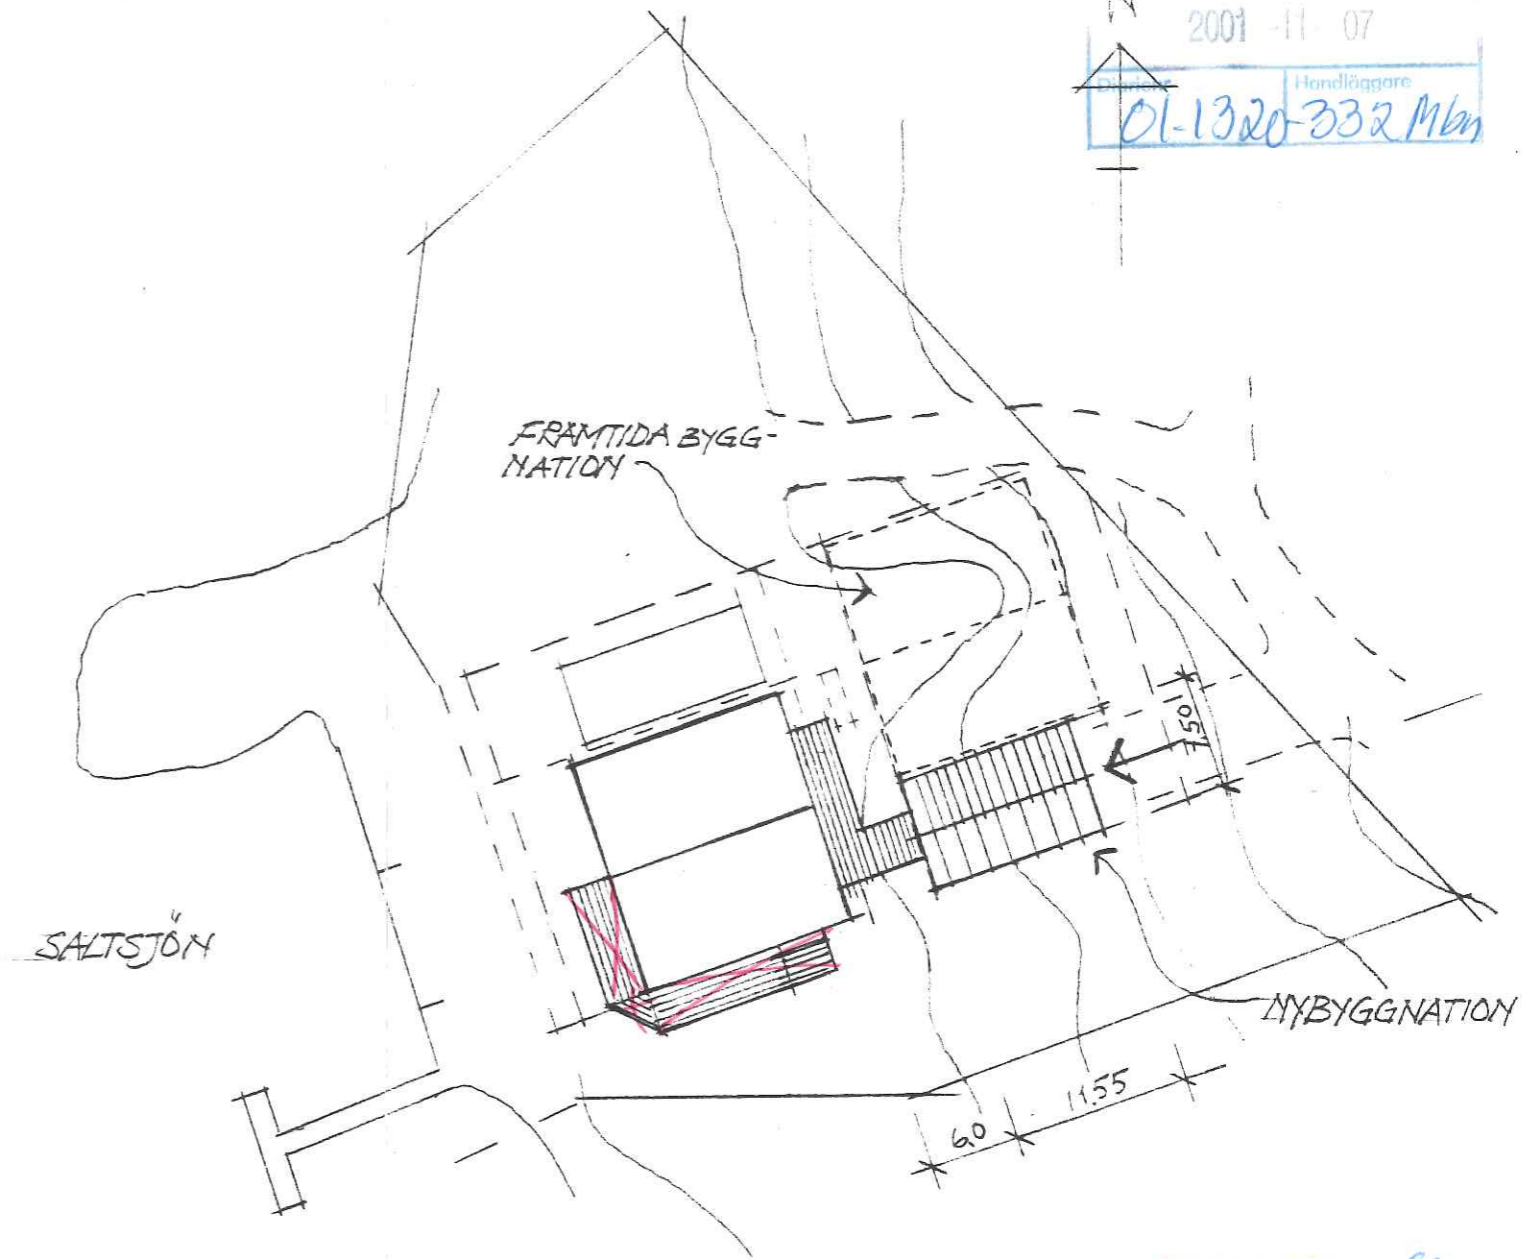 N
2001 -11- 07
Diarienr
Handläggare
01-1320-332 Mbn
FRAMTIDA BYGG-
NATION
7.50
SALTSJÖN
NYBYGGNATION
11.55
6.0